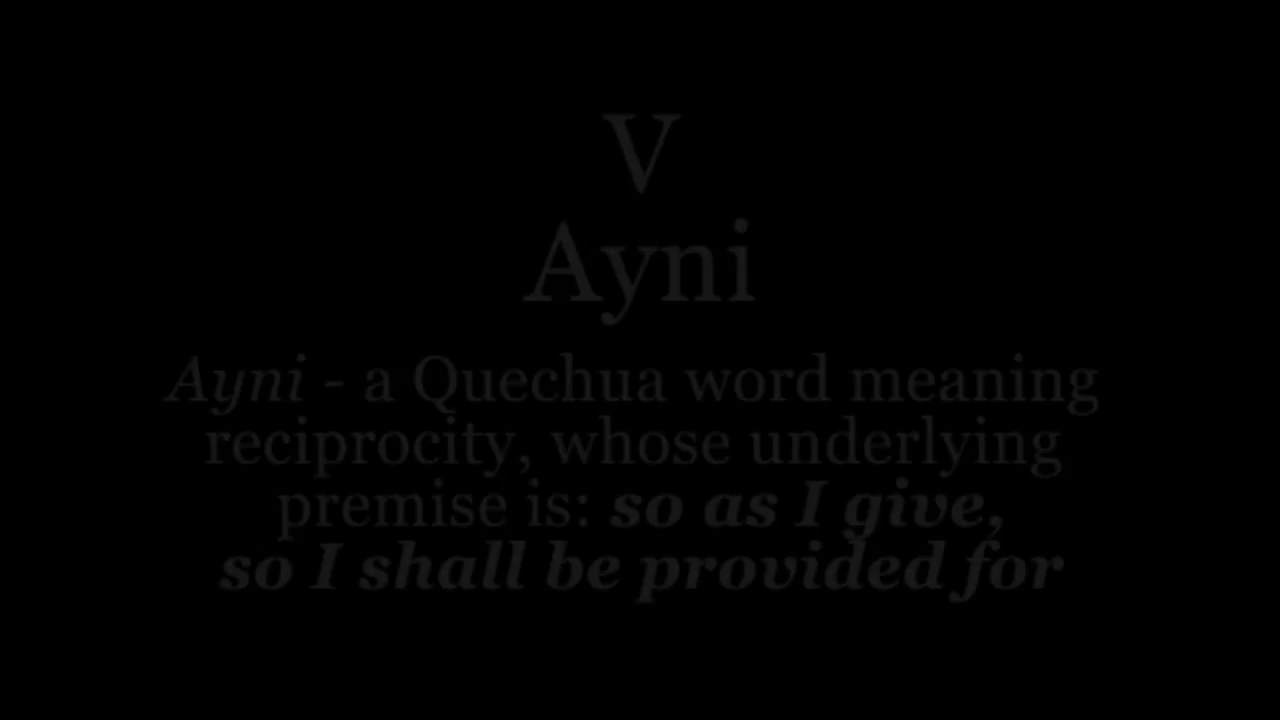 V
Ayni
Ayni - a Quechua word meaning
reciprocity, whose underlying
premise is: so as I give,
so I shall be provided for